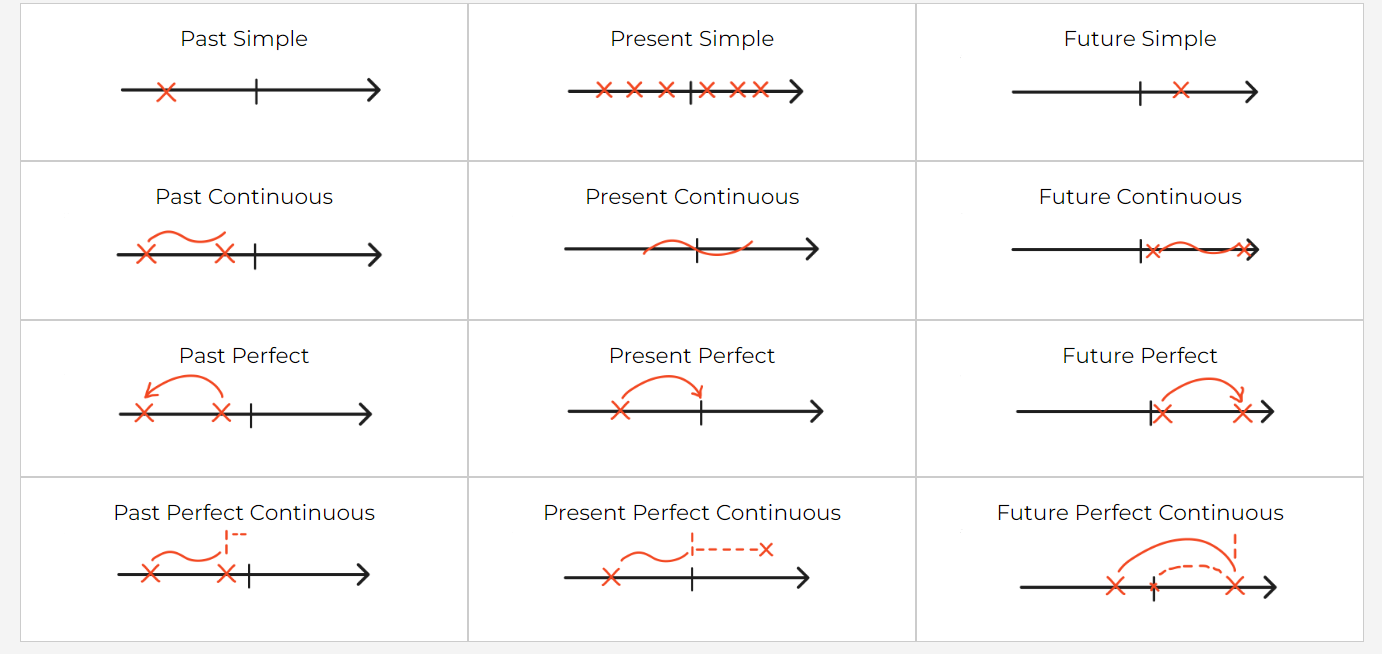 Past Simple
Present Simple
Future Simple
Past Continuous
Present Continuous
Future Continuous
Past Perfect
Present Perfect
Future Perfect
Past Perfect Continuous
Present Perfect Continuous
Future Perfect Continuous